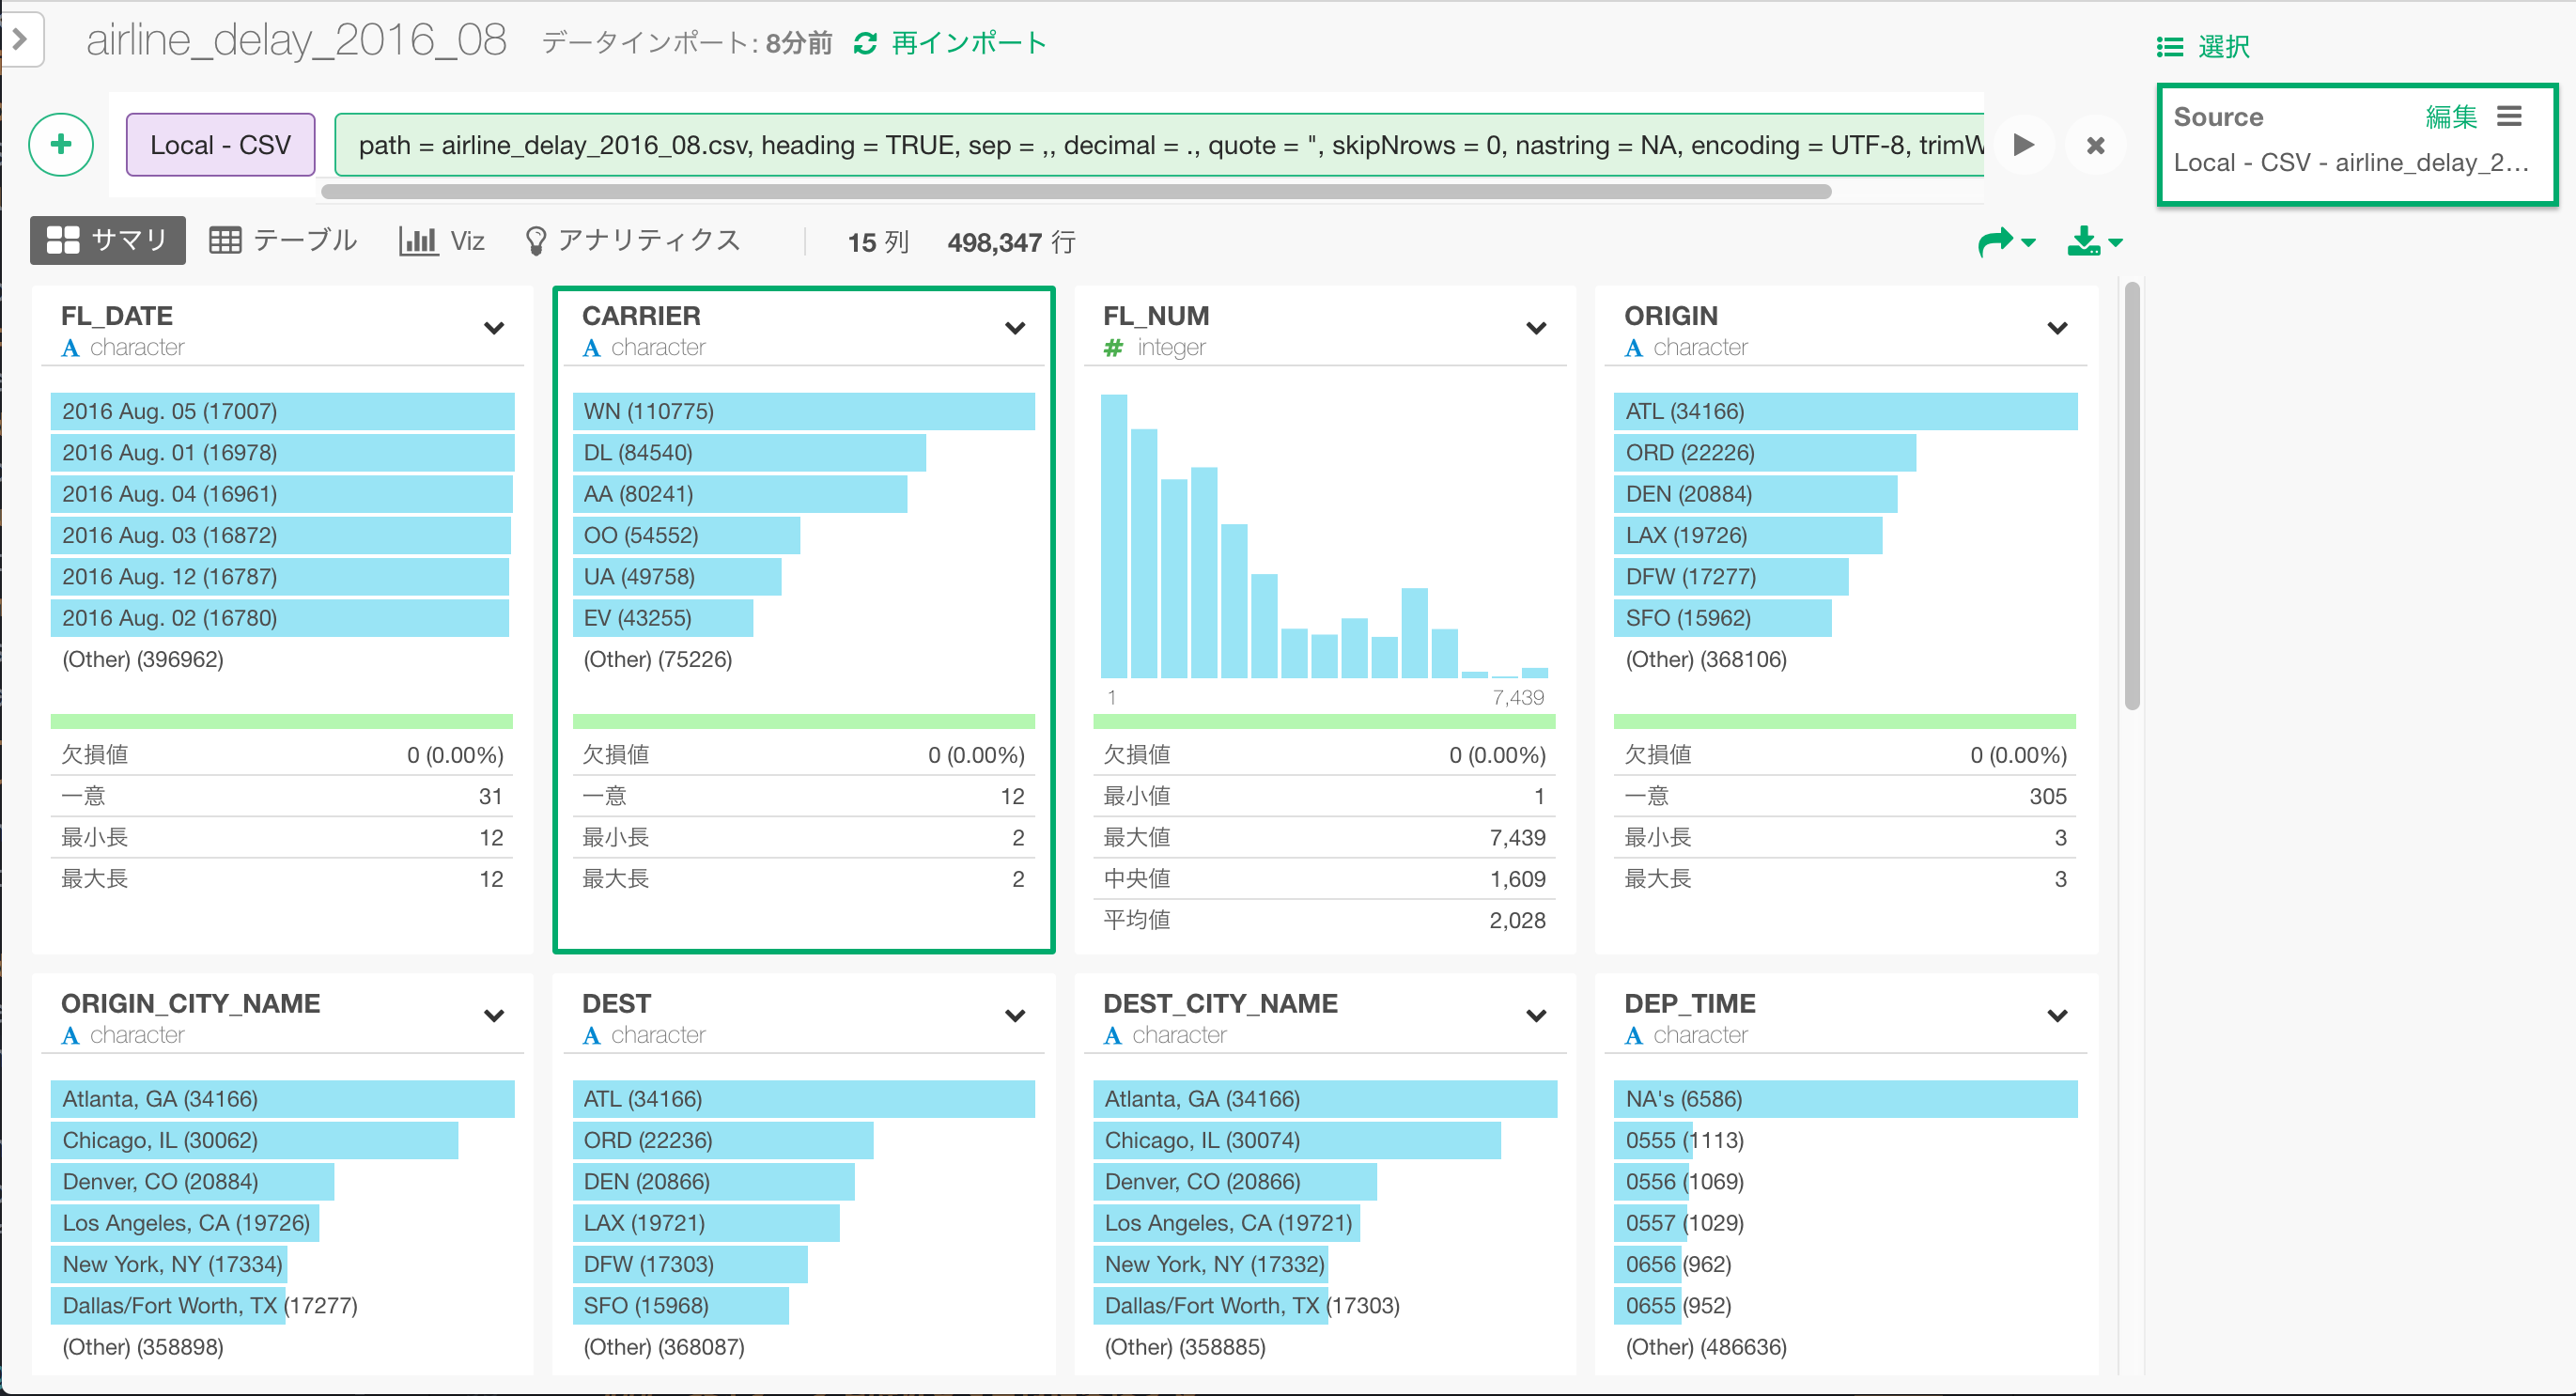 airline_delay_2016_08 データインポート: 8分前 再インポート
選択
Local - CSV
path = airline_delay_2016_08.csv, heading = TRUE, sep = ,, decimal = ., quote = ", skipNrows = 0, nastring = NA, encoding = UTF-8, trimW
Source 編集
Local - CSV - airline_delay_2...
サマリ テーブル Viz アナリティクス 15 列 498,347 行
FL_DATE
character
2016 Aug. 05 (17007)
2016 Aug. 01 (16978)
2016 Aug. 04 (16961)
2016 Aug. 03 (16872)
2016 Aug. 12 (16787)
2016 Aug. 02 (16780)
(Other) (396962)
欠損値 0 (0.00%)
一意 31
最小長 12
最大長 12
CARRIER
character
WN (110775)
DL (84540)
AA (80241)
OO (54552)
UA (49758)
EV (43255)
(Other) (75226)
欠損値 0 (0.00%)
一意 12
最小長 2
最大長 2
FL_NUM
integer
1 7,439
欠損値 0 (0.00%)
最小値 1
最大値 7,439
中央値 1,609
平均値 2,028
ORIGIN
character
ATL (34166)
ORD (22226)
DEN (20884)
LAX (19726)
DFW (17277)
SFO (15962)
(Other) (368106)
欠損値 0 (0.00%)
一意 305
最小長 3
最大長 3
ORIGIN_CITY_NAME
character
Atlanta, GA (34166)
Chicago, IL (30062)
Denver, CO (20884)
Los Angeles, CA (19726)
New York, NY (17334)
Dallas/Fort Worth, TX (17277)
(Other) (358898)
DEST
character
ATL (34166)
ORD (22236)
DEN (20866)
LAX (19721)
DFW (17303)
SFO (15968)
(Other) (368087)
DEST_CITY_NAME
character
Atlanta, GA (34166)
Chicago, IL (30074)
Denver, CO (20866)
Los Angeles, CA (19721)
New York, NY (17332)
Dallas/Fort Worth, TX (17303)
(Other) (358885)
DEP_TIME
character
NA's (6586)
0555 (1113)
0556 (1069)
0557 (1029)
0656 (962)
0655 (952)
(Other) (486636)